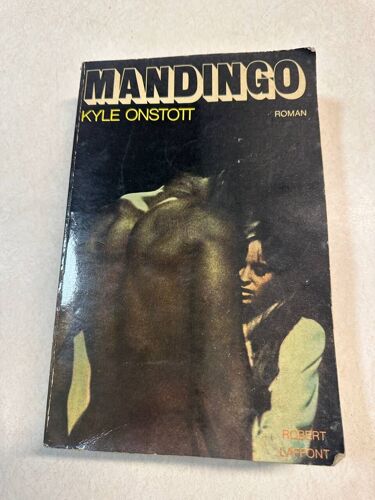 MANDINGO
KYLE ONSTOTT
ROMAN
ROBERT
LAFFONT